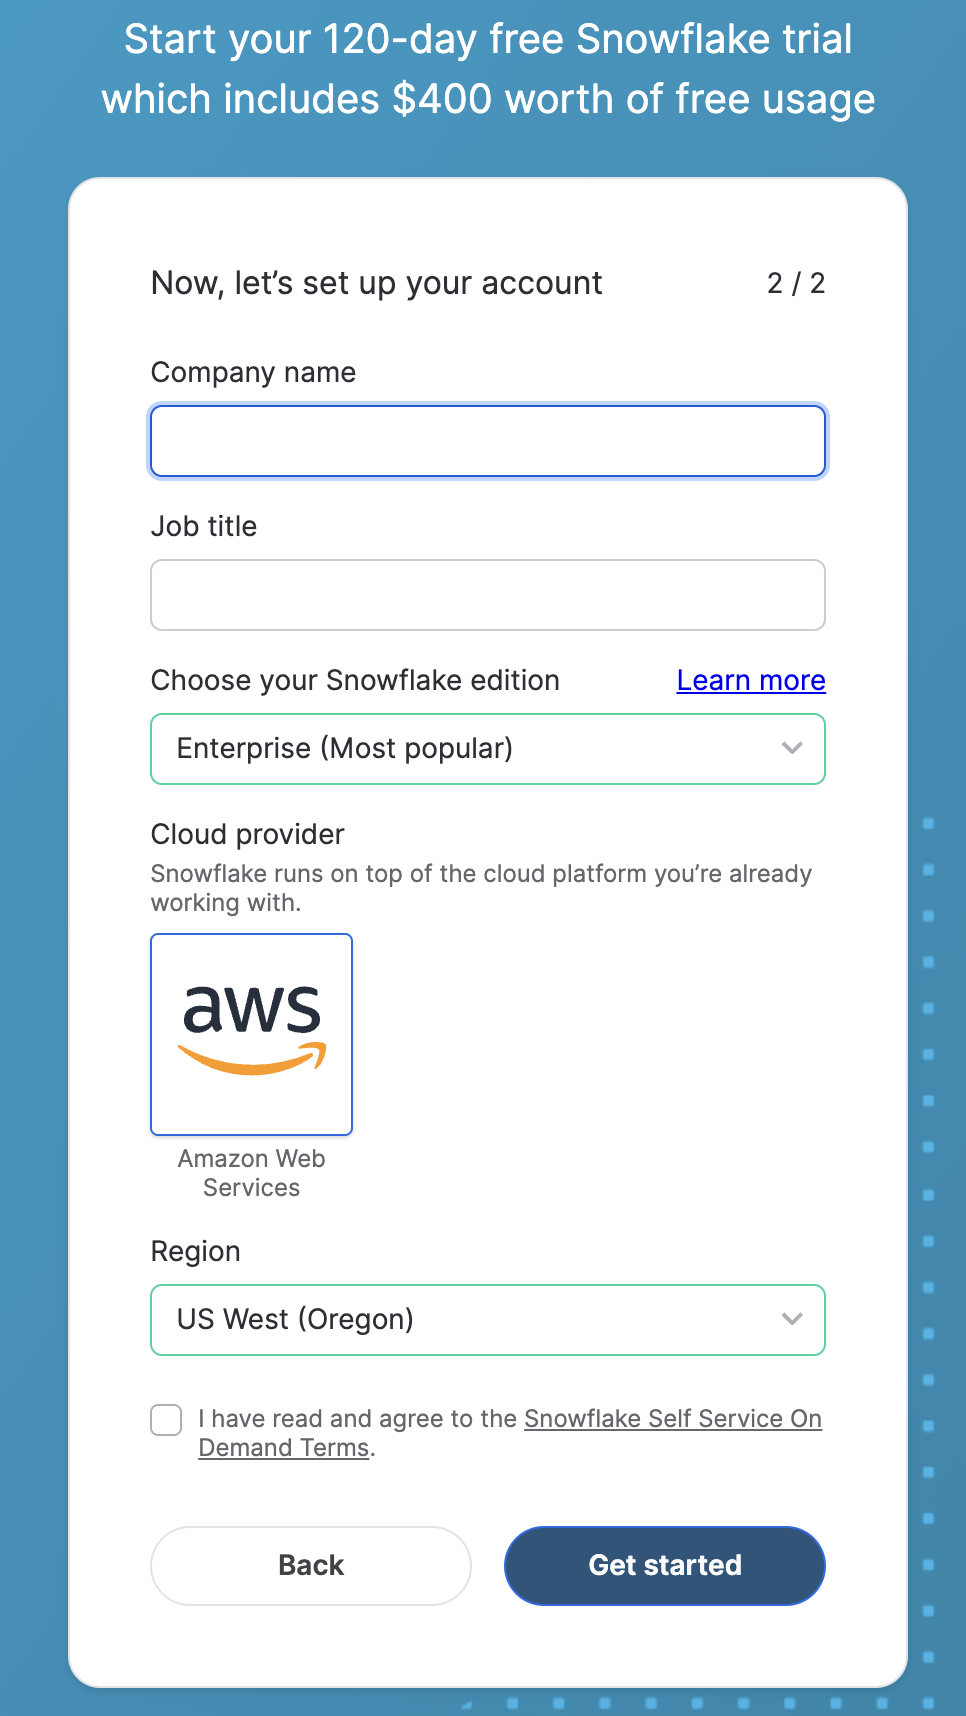 Start your 120-day free Snowflake trial
which includes $400 worth of free usage
Now, let’s set up your account 2 / 2
Company name
Job title
Choose your Snowflake edition Learn more
Enterprise (Most popular)
Cloud provider
Snowflake runs on top of the cloud platform you’re already
working with.
aws
Amazon Web
Services
Region
US West (Oregon)
I have read and agree to the Snowflake Self Service On
Demand Terms.
Back Get started